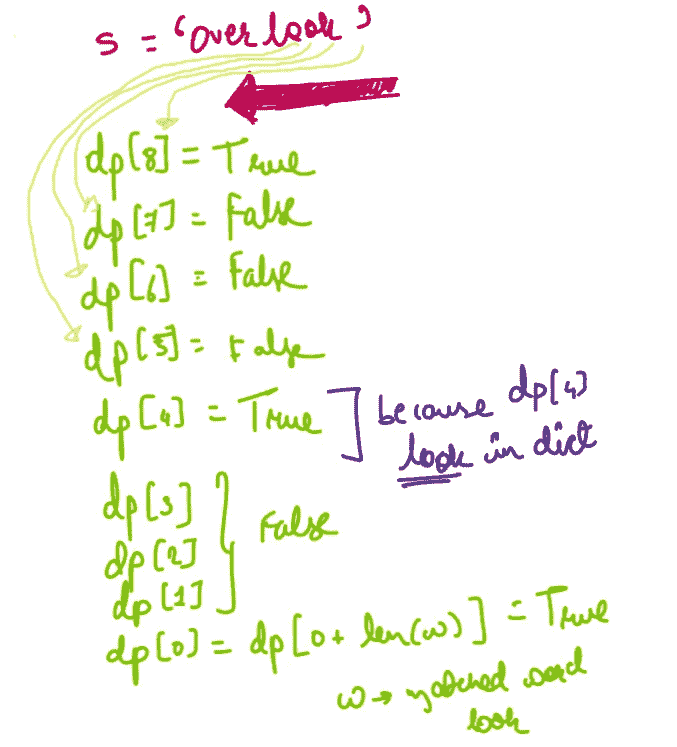 s = 'overlook'
dp[8] = True
dp[7] = False
dp[6] = False
dp[5] = False
dp[4] = True ] because dp[4]
look in dict
dp[3]
dp[2] } False
dp[1]
dp[0] = dp[0 + len(w)] = True
w → matched word
look